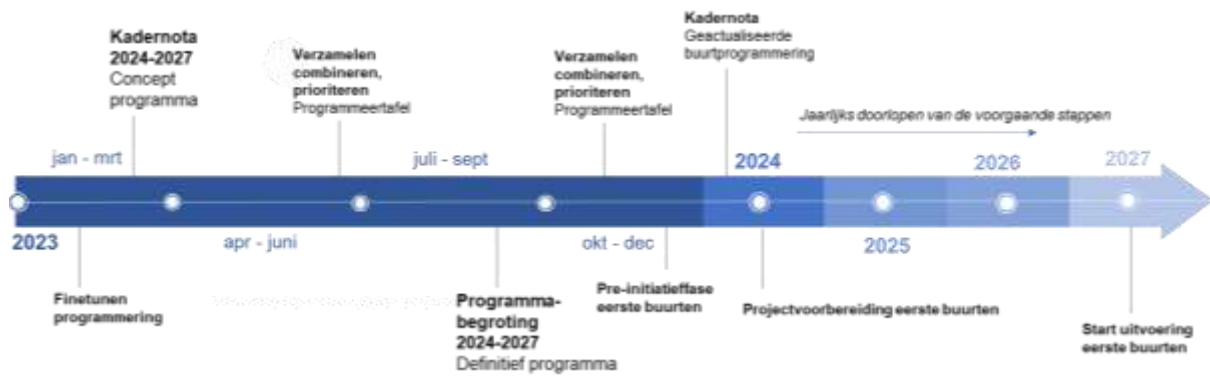 Kadernota
2024-2027
Concept
programma
Verzamelen
combineren,
prioriteren
Programmeertafel
Verzamelen
combineren,
prioriteren
Programmeertafel
Kadernota
Geactualiseerde
buurtprogrammering
Jaarlijks doorlopen van de voorgaande stappen
jan - mrt
juli - sept
2024
2026
2027
2023
apr - juni
okt - dec
2025
Finetunen
programmering
Programma-
begroting
2024-2027
Definitief programma
Pre-initiatieffase
eerste buurten
Projectvoorbereiding eerste buurten
Start uitvoering
eerste buurten